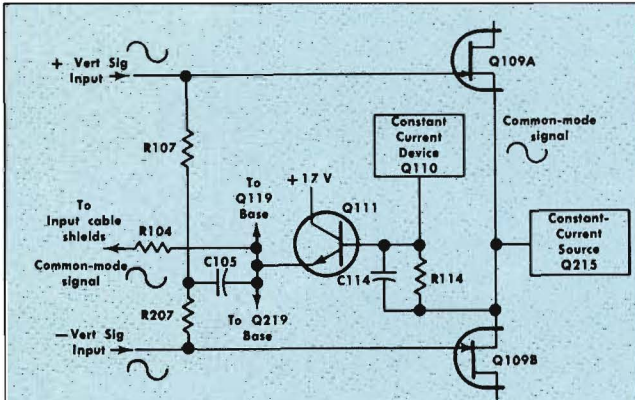 + Vert Sig
Input
Q109A
R107
Constant
Current
Device
Q110
Common-mode
signal
To
Q119
Base
+17 V
Q111
To
Input cable
shields
R104
C105
Common-mode
signal
C114
R114
Constant-
Current
Source
Q215
R207
To Q219
Base
−Vert Sig
Input
Q109B